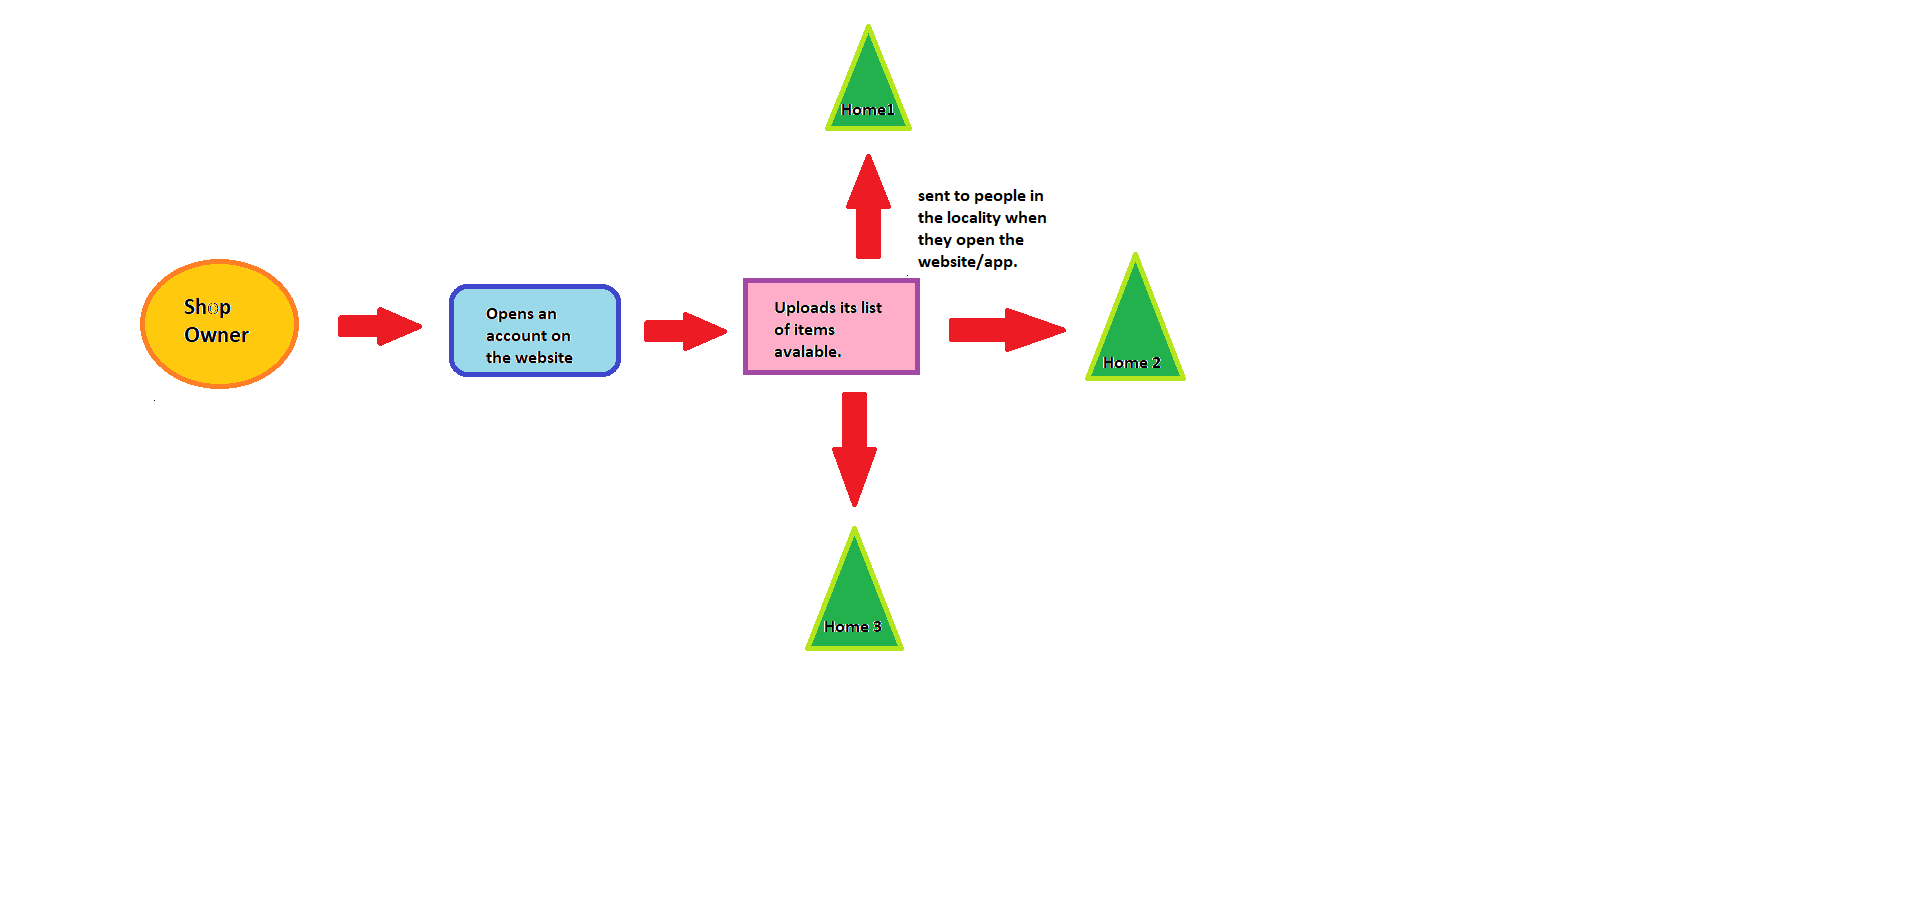 Home1
sent to people in
the locality when
they open the
website/app.
Shop
Owner
Opens an
account on
the website
Uploads its list
of items
avalable.
Home 2
Home 3